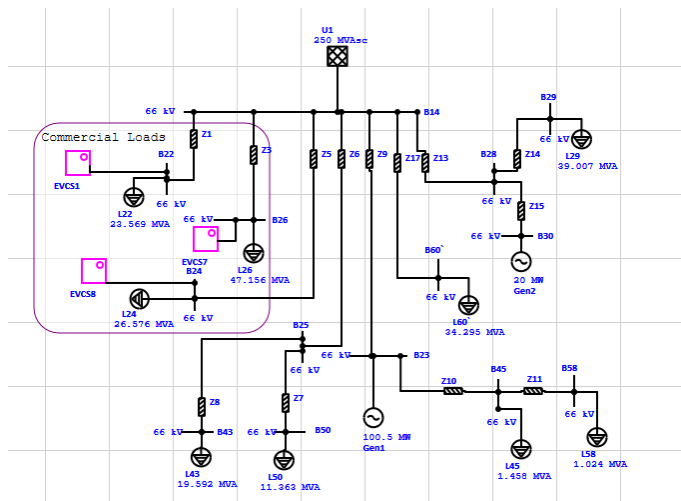 U1
250 MVAsc
66 kV
B14
Commercial Loads
Z1
Z3
Z5
Z6
Z9
Z17
Z13
B29
66 kV
L29
39.007 MVA
Z14
B28
66 kV
Z15
66 kV
B30
20 MW
Gen2
EVCS1
B22
66 kV
L22
23.569 MVA
66 kV
B26
EVCS7
L26
47.156 MVA
EVCS8
B24
66 kV
L24
26.576 MVA
B60`
66 kV
L60`
34.295 MVA
B25
66 kV
66 kV
B23
Z8
Z7
66 kV
B43
66 kV
B50
L43
19.592 MVA
L50
11.363 MVA
100.5 MW
Gen1
Z10
B45
66 kV
Z11
B58
66 kV
L45
1.458 MVA
L58
1.024 MVA